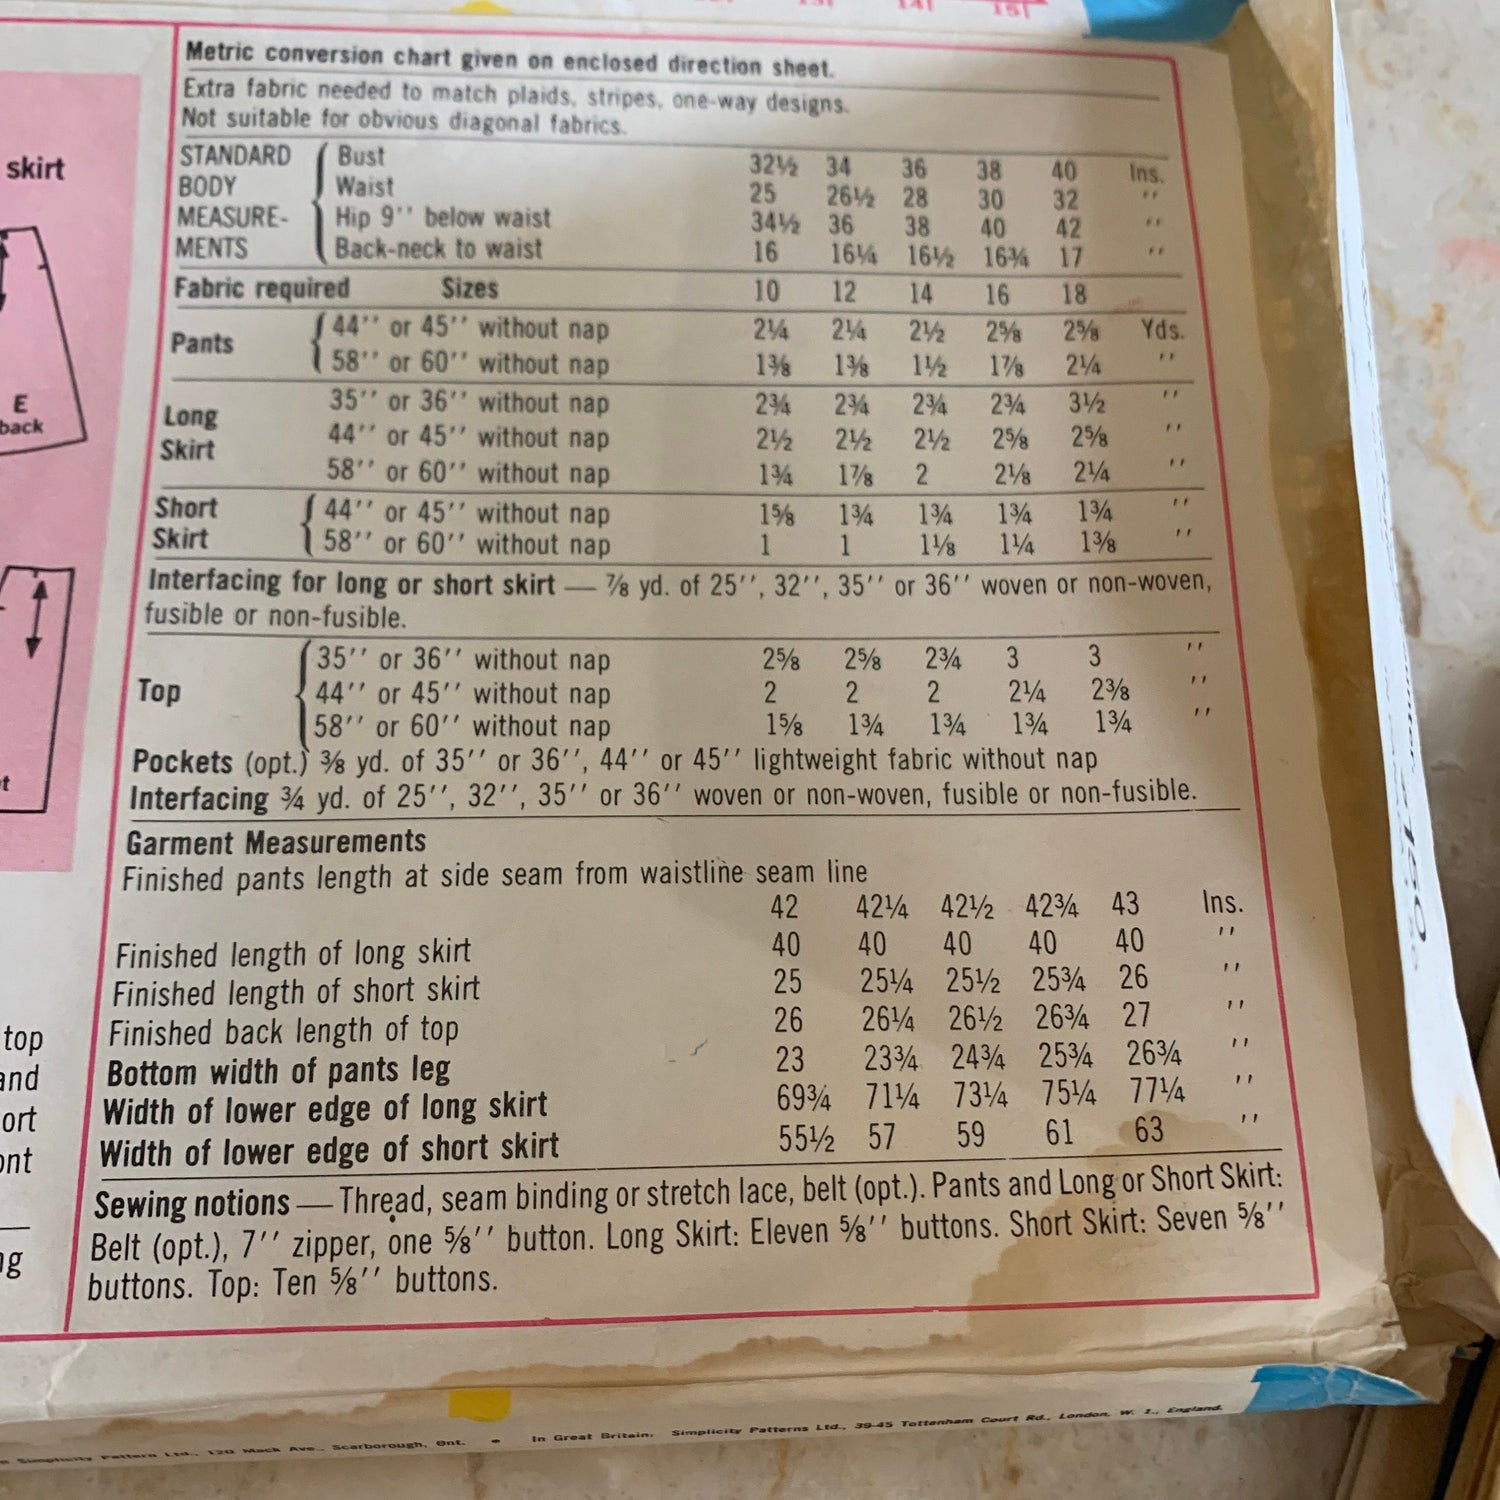 13T 14T 15T
skirt
E
back
t
top
and
ort
ont
ng
Metric conversion chart given on enclosed direction sheet.
Extra fabric needed to match plaids, stripes, one-way designs.
Not suitable for obvious diagonal fabrics.
STANDARD BODY MEASURE-MENTS
Bust 32½ 34 36 38 40 Ins.
Waist 25 26½ 28 30 32 ''
Hip 9'' below waist 34½ 36 38 40 42 ''
Back-neck to waist 16 16¼ 16½ 16¾ 17 ''
Fabric required Sizes 10 12 14 16 18
Pants
44'' or 45'' without nap 2¼ 2¼ 2½ 2⅝ 2⅝ Yds.
58'' or 60'' without nap 1⅜ 1⅜ 1½ 1⅞ 2¼ ''
Long Skirt
35'' or 36'' without nap 2¾ 2¾ 2¾ 2¾ 3½ ''
44'' or 45'' without nap 2½ 2½ 2½ 2⅝ 2⅝ ''
58'' or 60'' without nap 1¾ 1⅞ 2 2⅛ 2¼ ''
Short Skirt
44'' or 45'' without nap 1⅝ 1¾ 1¾ 1¾ 1¾ ''
58'' or 60'' without nap 1 1 1⅛ 1¼ 1⅜ ''
Interfacing for long or short skirt — ⅞ yd. of 25'', 32'', 35'' or 36'' woven or non-woven,
fusible or non-fusible.
Top
35'' or 36'' without nap 2⅝ 2⅝ 2¾ 3 3 ''
44'' or 45'' without nap 2 2 2 2¼ 2⅜ ''
58'' or 60'' without nap 1⅝ 1¾ 1¾ 1¾ 1¾ ''
Pockets (opt.) ⅜ yd. of 35'' or 36'', 44'' or 45'' lightweight fabric without nap
Interfacing ¾ yd. of 25'', 32'', 35'' or 36'' woven or non-woven, fusible or non-fusible.
Garment Measurements
Finished pants length at side seam from waistline seam line
42 42¼ 42½ 42¾ 43 Ins.
Finished length of long skirt 40 40 40 40 40 ''
Finished length of short skirt 25 25¼ 25½ 25¾ 26 ''
Finished back length of top 26 26¼ 26½ 26¾ 27 ''
Bottom width of pants leg 23 23¾ 24¾ 25¾ 26¾ ''
Width of lower edge of long skirt 69¾ 71¼ 73¼ 75¼ 77¼ ''
Width of lower edge of short skirt 55½ 57 59 61 63 ''
Sewing notions — Thread, seam binding or stretch lace, belt (opt.). Pants and Long or Short Skirt:
Belt (opt.), 7'' zipper, one ⅝'' button. Long Skirt: Eleven ⅝'' buttons. Short Skirt: Seven ⅝''
buttons. Top: Ten ⅝'' buttons.
Simplicity Pattern Ltd., 120 Mack Ave., Scarborough, Ont. • In Great Britain: Simplicity Patterns Ltd., 39-45 Tottenham Court Rd., London, W. 1., England.